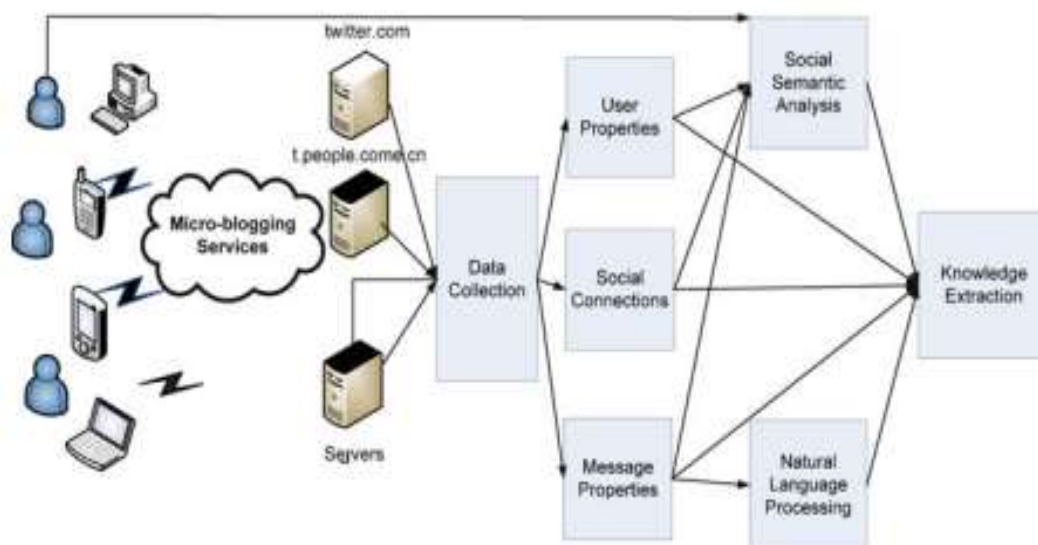 twitter.com
t.people.come.cn
Micro-blogging
Services
Servers
Data
Collection
User
Properties
Social
Connections
Message
Properties
Social
Semantic
Analysis
Natural
Language
Processing
Knowledge
Extraction